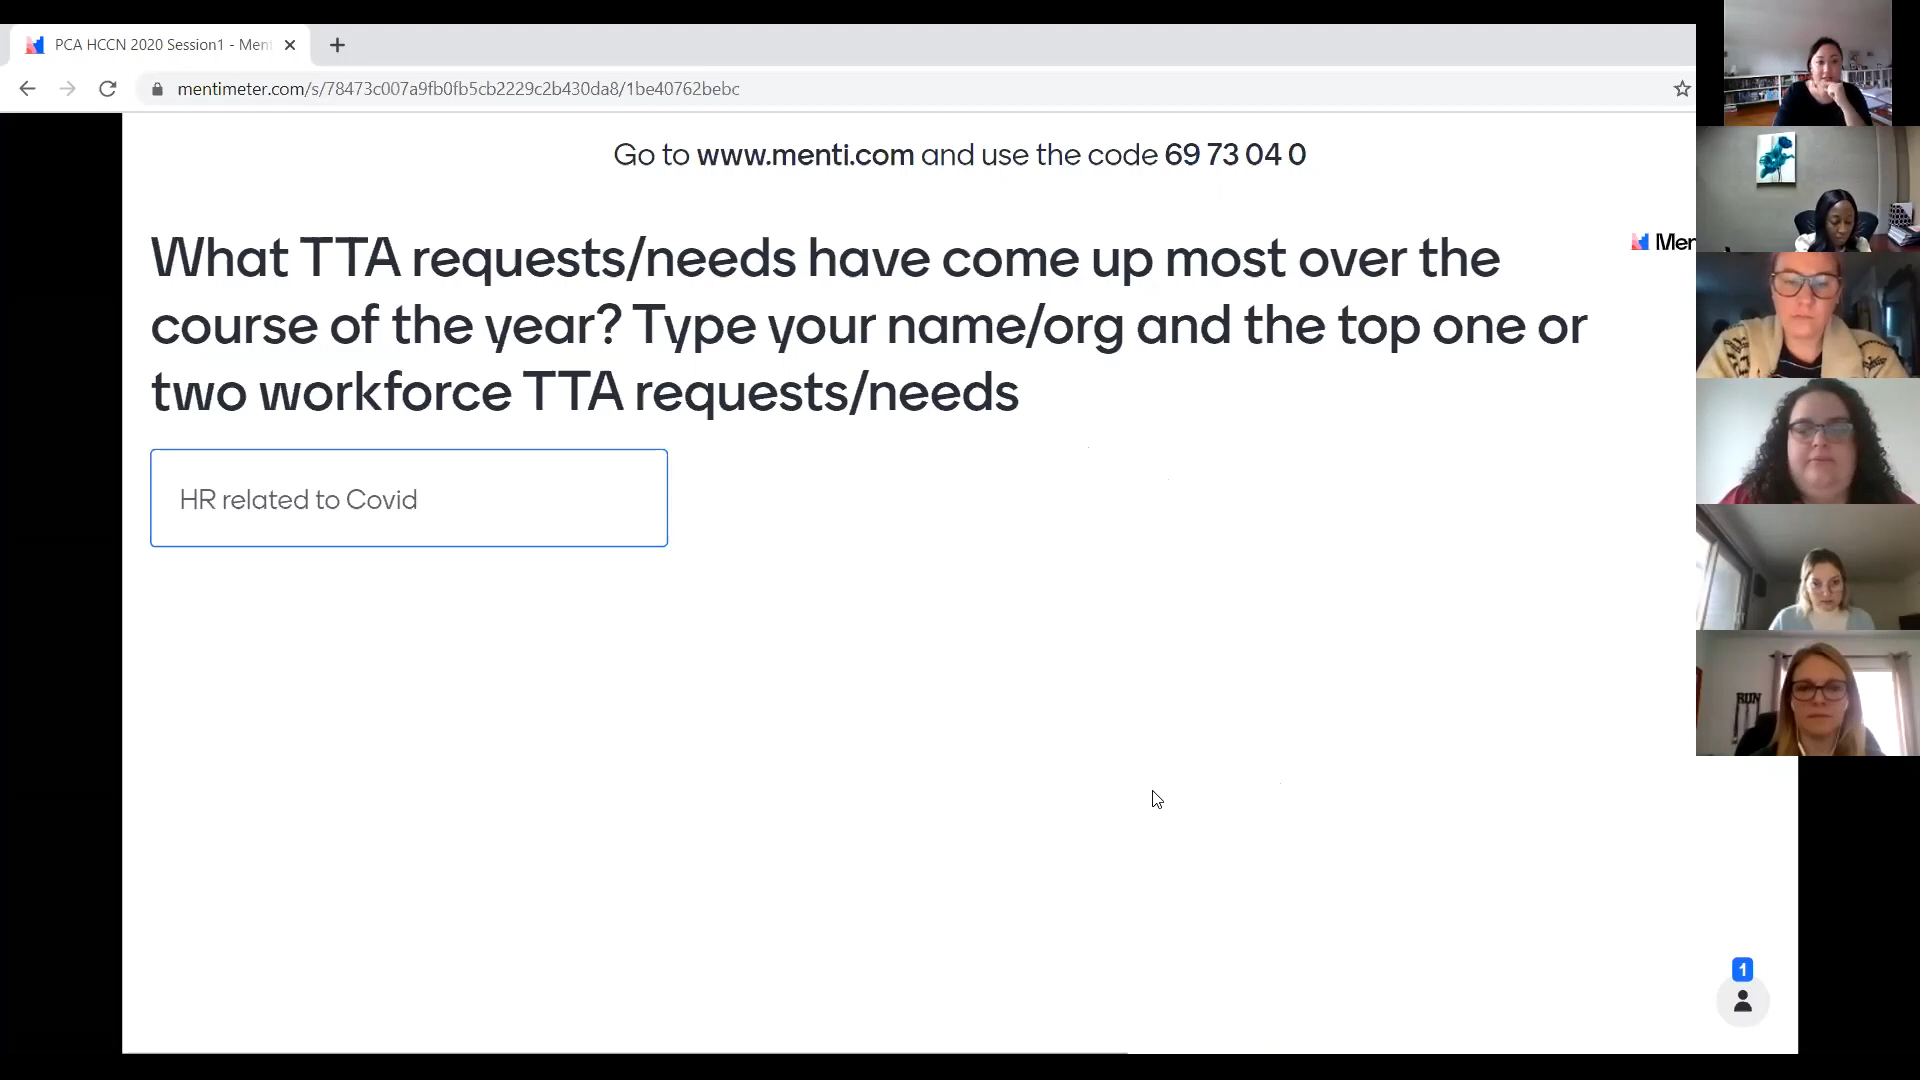 PCA HCCN 2020 Session1 - Ment
mentimeter.com/s/78473c007a9fb0fb5cb2229c2b430da8/1be40762bebc
Go to www.menti.com and use the code 69 73 04 0
What TTA requests/needs have come up most over the
Men
course of the year? Type your name/org and the top one or
two workforce TTA requests/needs
HR related to Covid
RUN
1